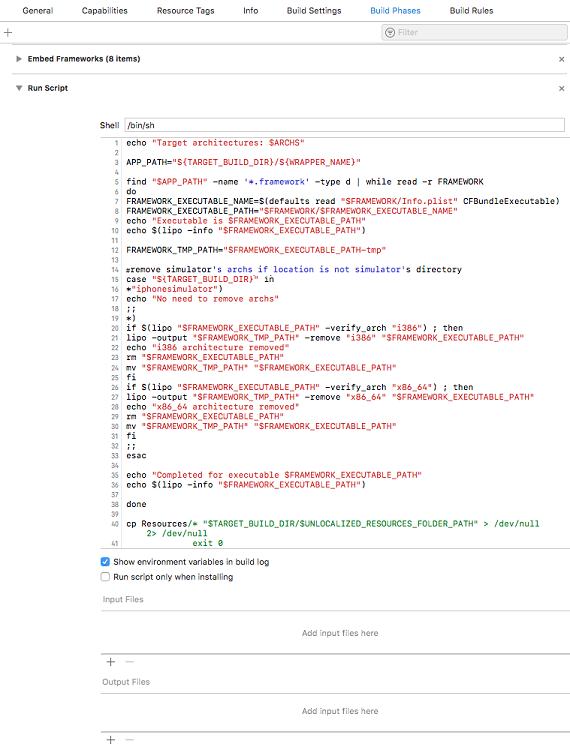 General Capabilities Resource Tags Info Build Settings Build Phases Build Rules
Filter
Embed Frameworks (8 items)
Run Script
Shell /bin/sh
1 echo "Target architectures: $ARCHS"
2
3 APP_PATH="${TARGET_BUILD_DIR}/${WRAPPER_NAME}"
4
5 find "$APP_PATH" -name '*.framework' -type d | while read -r FRAMEWORK
6 do
7 FRAMEWORK_EXECUTABLE_NAME=$(defaults read "$FRAMEWORK/Info.plist" CFBundleExecutable)
8 FRAMEWORK_EXECUTABLE_PATH="$FRAMEWORK/$FRAMEWORK_EXECUTABLE_NAME"
9 echo "Executable is $FRAMEWORK_EXECUTABLE_PATH"
10 echo $(lipo -info "$FRAMEWORK_EXECUTABLE_PATH")
11
12 FRAMEWORK_TMP_PATH="$FRAMEWORK_EXECUTABLE_PATH-tmp"
13
14 #remove simulator's archs if location is not simulator's directory
15 case "${TARGET_BUILD_DIR}" in
16 *"iphonesimulator")
17 echo "No need to remove archs"
18 ;;
19 *)
20 if $(lipo "$FRAMEWORK_EXECUTABLE_PATH" -verify_arch "i386") ; then
21 lipo -output "$FRAMEWORK_TMP_PATH" -remove "i386" "$FRAMEWORK_EXECUTABLE_PATH"
22 echo "i386 architecture removed"
23 rm "$FRAMEWORK_EXECUTABLE_PATH"
24 mv "$FRAMEWORK_TMP_PATH" "$FRAMEWORK_EXECUTABLE_PATH"
25 fi
26 if $(lipo "$FRAMEWORK_EXECUTABLE_PATH" -verify_arch "x86_64") ; then
27 lipo -output "$FRAMEWORK_TMP_PATH" -remove "x86_64" "$FRAMEWORK_EXECUTABLE_PATH"
28 echo "x86_64 architecture removed"
29 rm "$FRAMEWORK_EXECUTABLE_PATH"
30 mv "$FRAMEWORK_TMP_PATH" "$FRAMEWORK_EXECUTABLE_PATH"
31 fi
32 ;;
33 esac
34
35 echo "Completed for executable $FRAMEWORK_EXECUTABLE_PATH"
36 echo $(lipo -info "$FRAMEWORK_EXECUTABLE_PATH")
37
38 done
39
40 cp Resources/* "$TARGET_BUILD_DIR/$UNLOCALIZED_RESOURCES_FOLDER_PATH" > /dev/null
2> /dev/null
41 exit 0
Show environment variables in build log
Run script only when installing
Input Files
Add input files here
Output Files
Add input files here